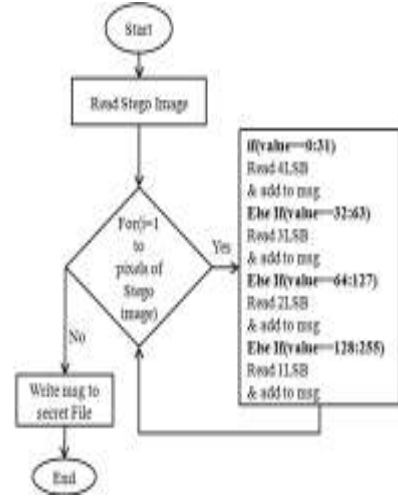 Start
Read Stego Image
For(i=1
to
pixels of
Stego
image)
Yes
if(value==0:31)
Read 4LSB
& add to msg
Else If(value==32:63)
Read 3LSB
& add to msg
Else If(value==64:127)
Read 2LSB
& add to msg
Else If(value==128:255)
Read 1LSB
& add to msg
No
Write msg to
secret File
End